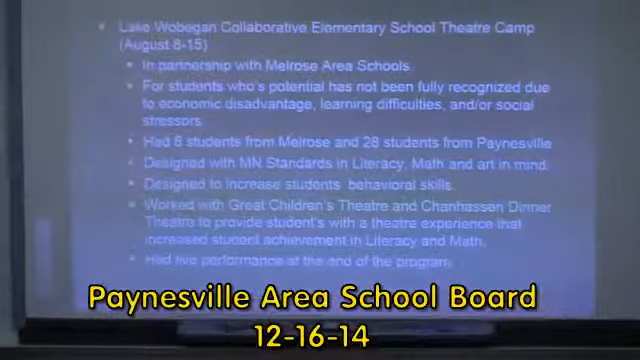 Lake Wobegan Collaborative Elementary School Theatre Camp
(August 8-15)
In partnership with Melrose Area Schools
For students who's potential has not been fully recognized due
to economic disadvantage, learning difficulties, and/or social
stressors.
Had 6 students from Melrose and 28 students from Paynesville
Designed with MN Standards in Literacy, Math and art in mind.
Designed to increase students behavioral skills.
Worked with Great Children's Theatre and Chanhassen Dinner
Theatre to provide student's with a theatre experience that
increased student achievement in Literacy and Math.
Had live performance at the end of the program.
Paynesville Area School Board
12-16-14